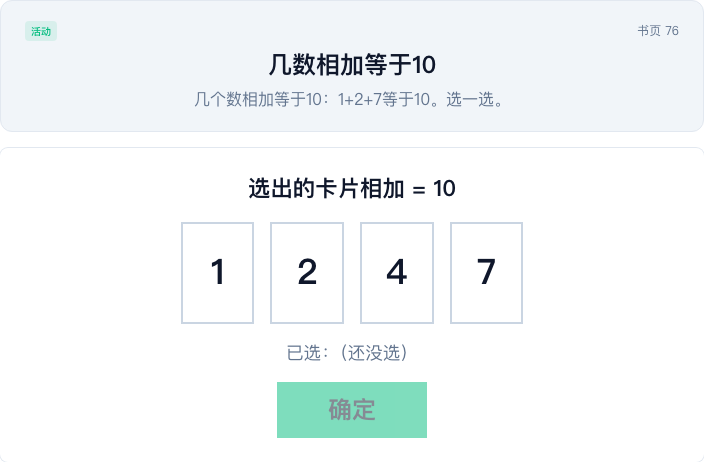 活动
书页 76
几数相加等于10
几个数相加等于10：1+2+7等于10。选一选。
选出的卡片相加 = 10
1 2 4 7
已选：（还没选）
确定